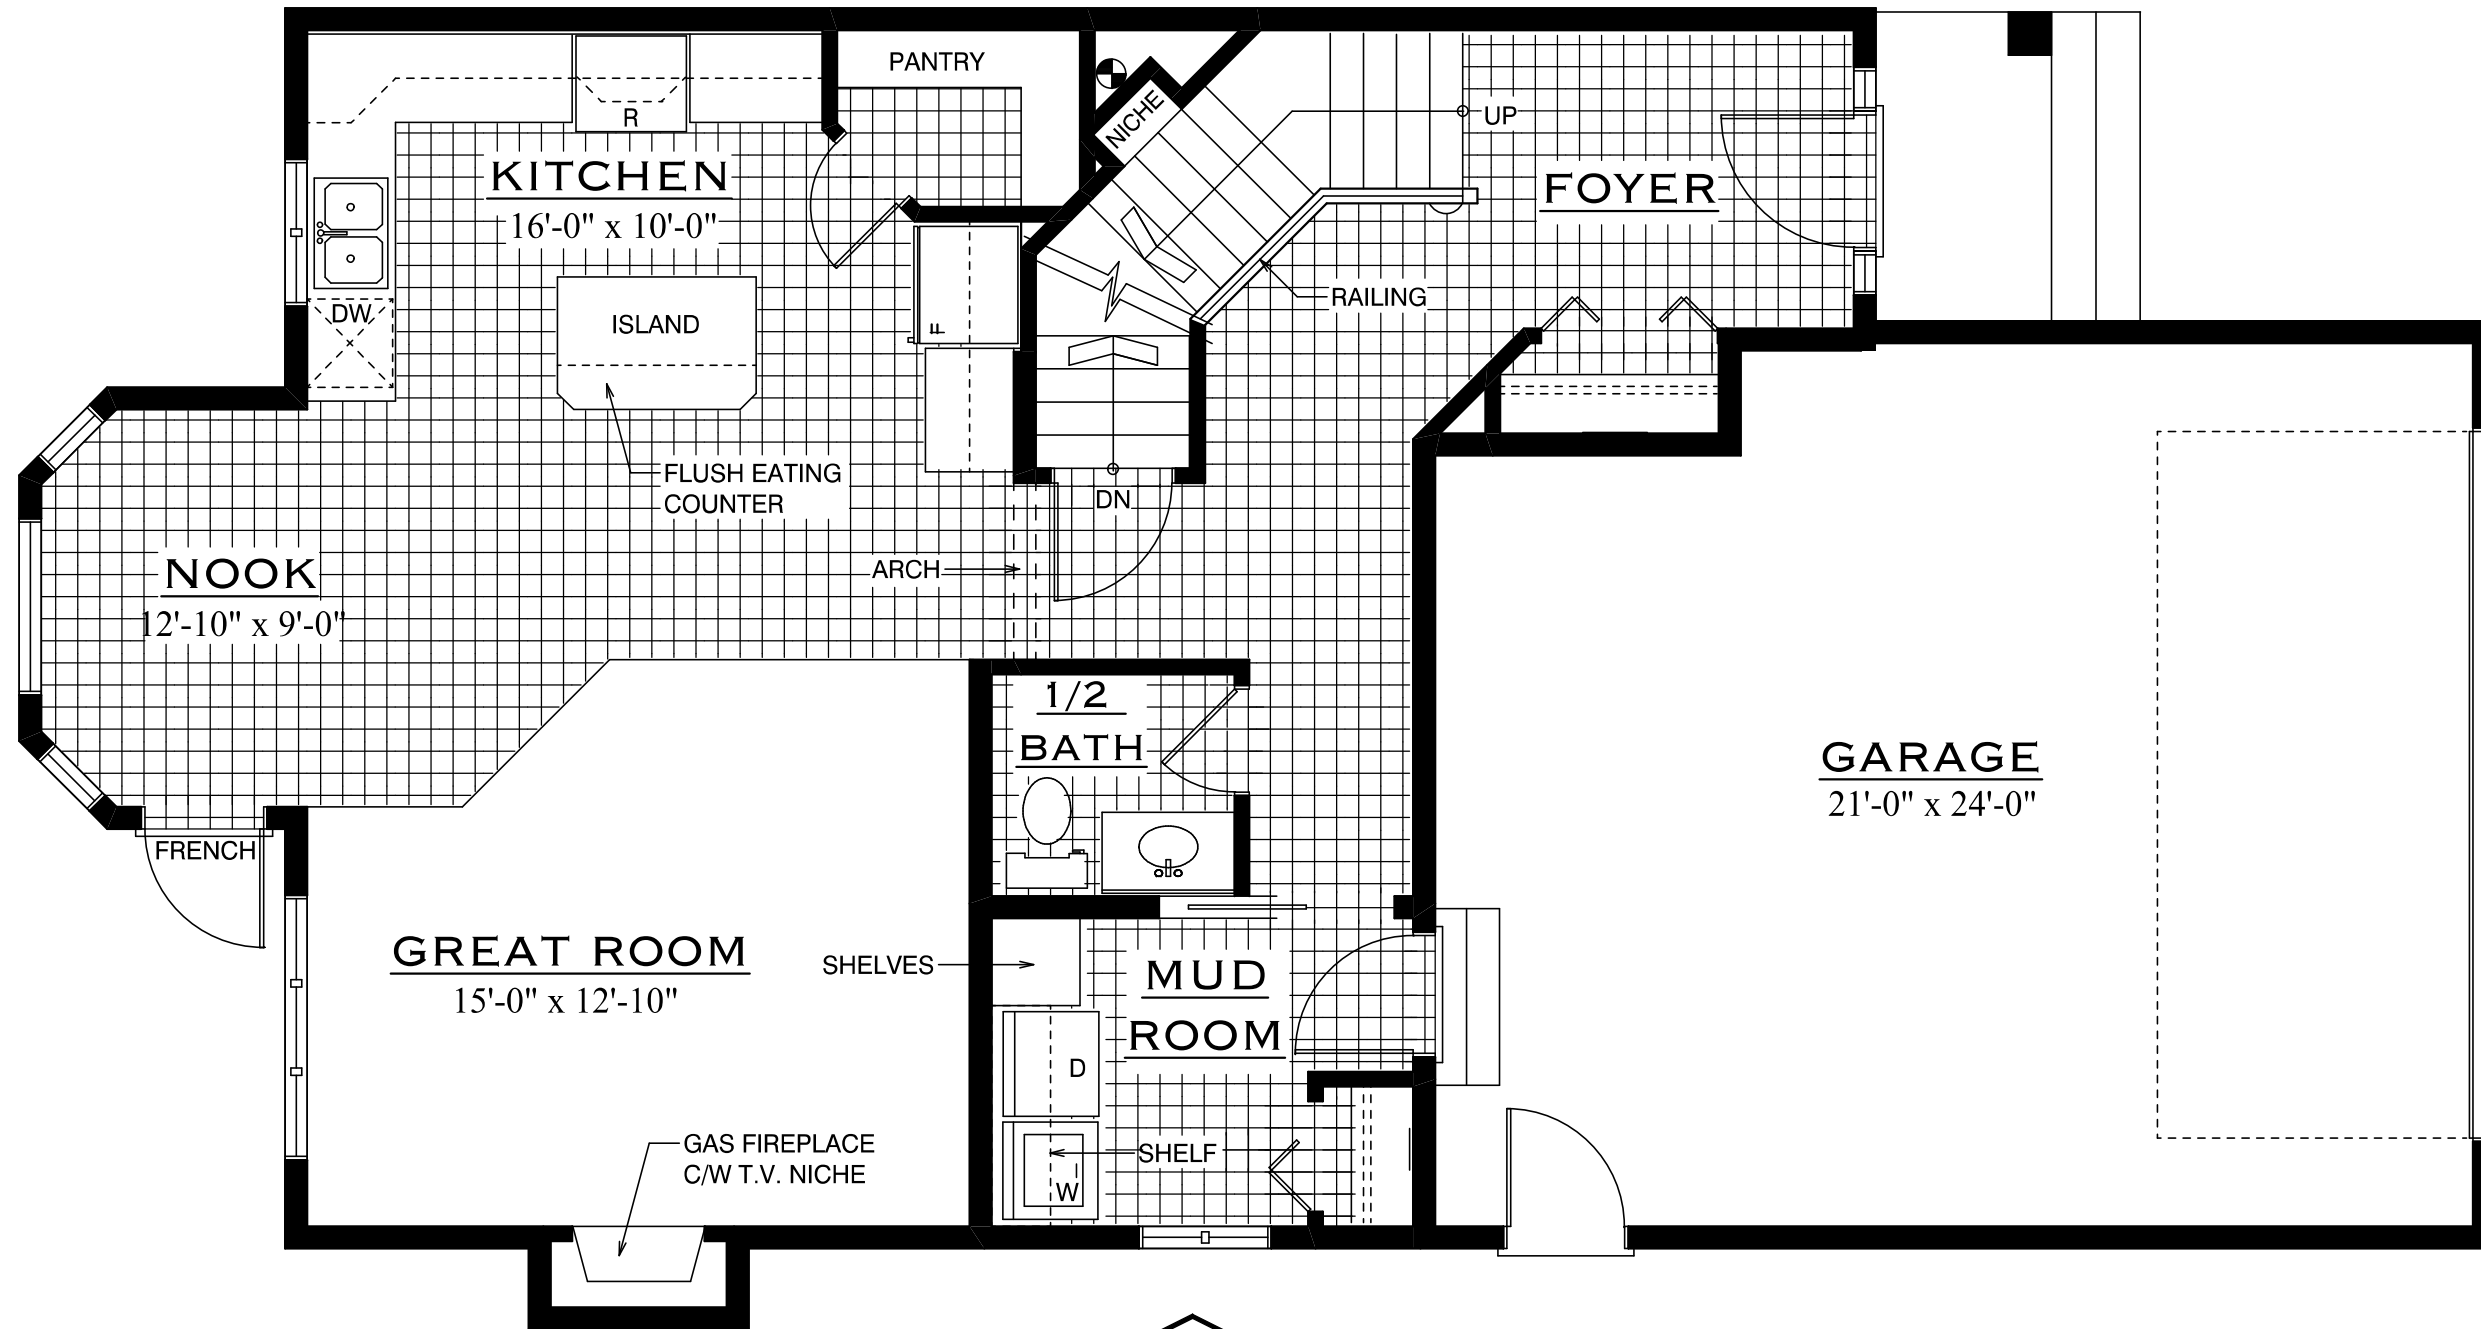 PANTRY
R
NICHE
UP
KITCHEN
16'-0" x 10'-0"
FOYER
DW
ISLAND
F
RAILING
FLUSH EATING
COUNTER
DN
NOOK
12'-10" x 9'-0"
ARCH
1/2
BATH
GARAGE
21'-0" x 24'-0"
FRENCH
GREAT ROOM
15'-0" x 12'-10"
SHELVES
MUD
ROOM
D
GAS FIREPLACE
C/W T.V. NICHE
SHELF
W